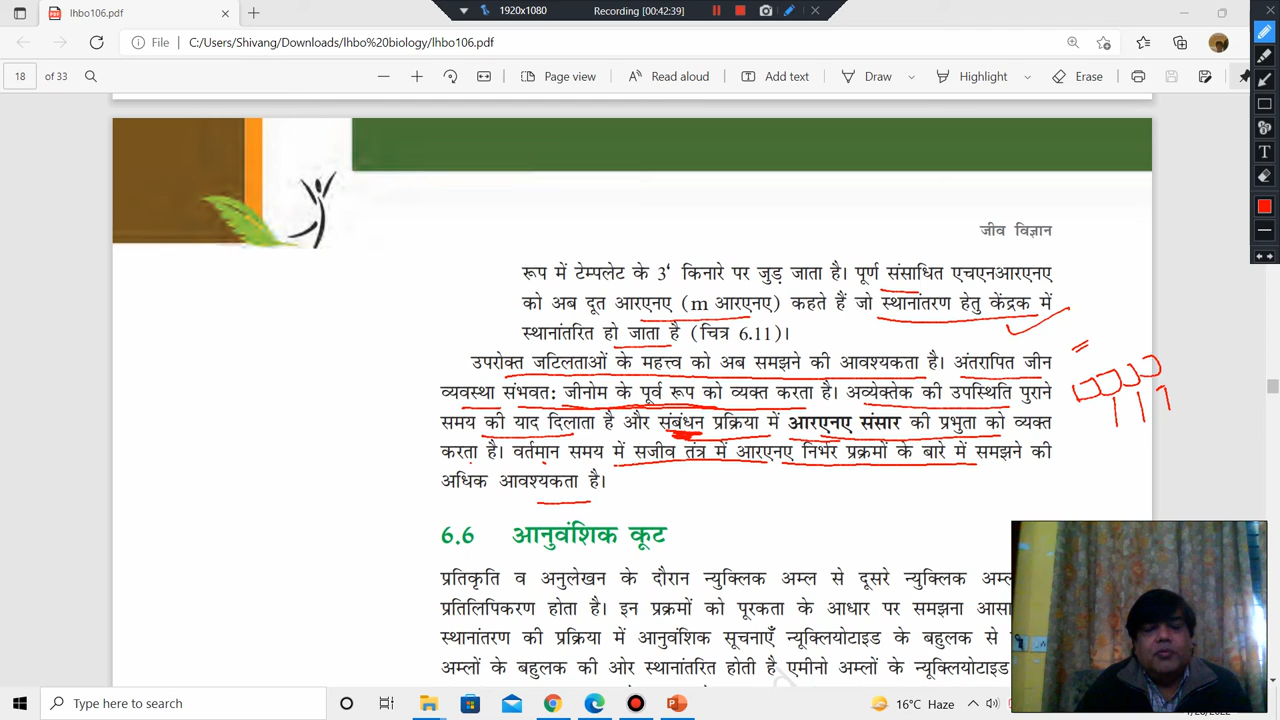 lhbo106.pdf
1920x1080
Recording [00:42:39]
File
C:/Users/Shivang/Downloads/lhbo%20biology/lhbo106.pdf
18 of 33
Page view
Read aloud
Add text
Draw
Highlight
Erase
जीव विज्ञान
रूप में टेम्पलेट के 3' किनारे पर जुड़ जाता है। पूर्ण संसाधित एचएनआरएनए
को अब दूत आरएनए (m आरएनए) कहते हैं जो स्थानांतरण हेतु केंद्रक में
स्थानांतरित हो जाता है (चित्र 6.11)।
उपरोक्त जटिलताओं के महत्त्व को अब समझने की आवश्यकता है। अंतरापित जीन
व्यवस्था संभवत: जीनोम के पूर्व रूप को व्यक्त करता है। अव्येक्तेक की उपस्थिति पुराने
समय की याद दिलाता है और संबंधन प्रक्रिया में आरएनए संसार की प्रभुता को व्यक्त
करता है। वर्तमान समय में सजीव तंत्र में आरएनए निर्भर प्रक्रमों के बारे में समझने की
अधिक आवश्यकता है।
6.6 आनुवंशिक कूट
प्रतिकृति व अनुलेखन के दौरान न्युक्लिक अम्ल से दूसरे न्युक्लिक अम्ल
प्रतिलिपिकरण होता है। इन प्रक्रमों को पूरकता के आधार पर समझना
स्थानांतरण की प्रक्रिया में आनुवंशिक सूचनाएँ न्यूक्लियोटाइड के बहुलक से
अम्लों के बहुलक की ओर स्थानांतरित होती है एमीनो अम्लों के न्यूक्लियोटाइड
Type here to search
16°C Haze